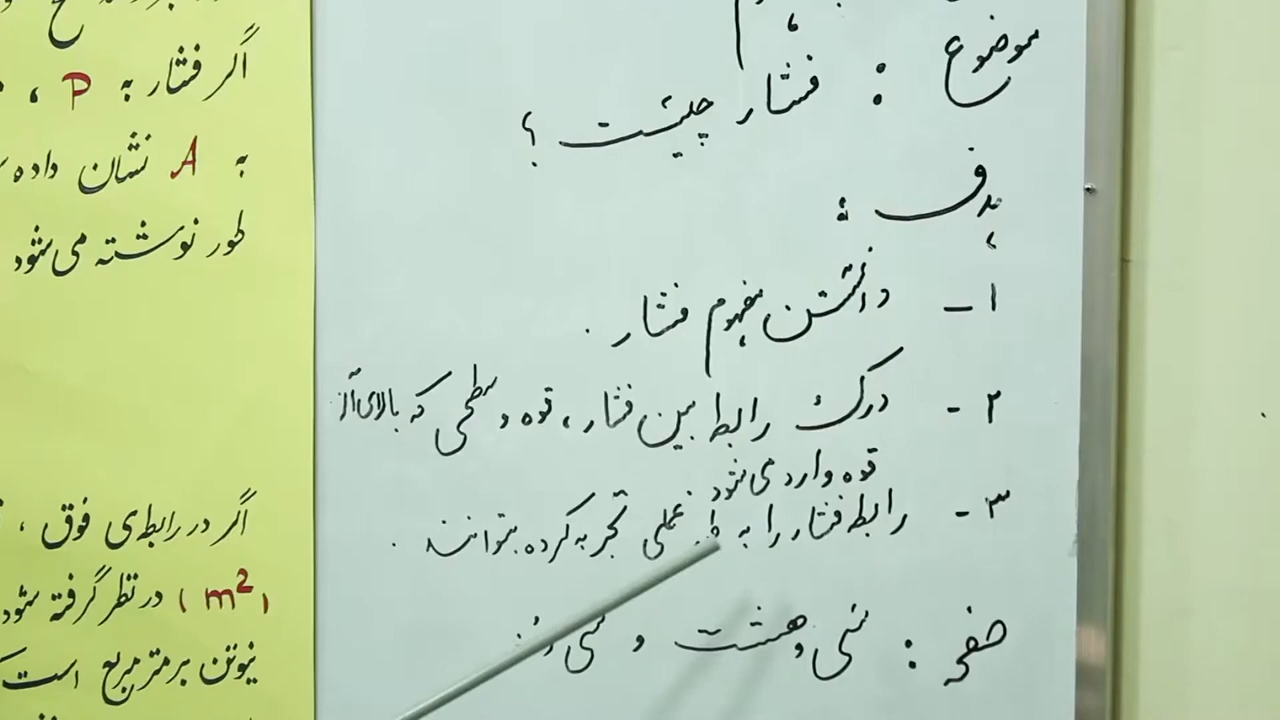 موضوع : فشار چیست ؟
هدف :
۱ - دانستن مفهوم فشار .
۲ - درک رابطه بین فشار ، قوه و سطحی که بالای آن
قوه وارد می شود
۳ - رابطه فشار را به طور عملی تجربه کرده بتوانند .
صفحه : سی و هشت و سی و نه
اگر فشار به P ،
به A نشان داده
طور نوشته می شود
اگر در رابطه ی فوق ،
(m²) در نظر گرفته شود
نیوتن بر متر مربع است